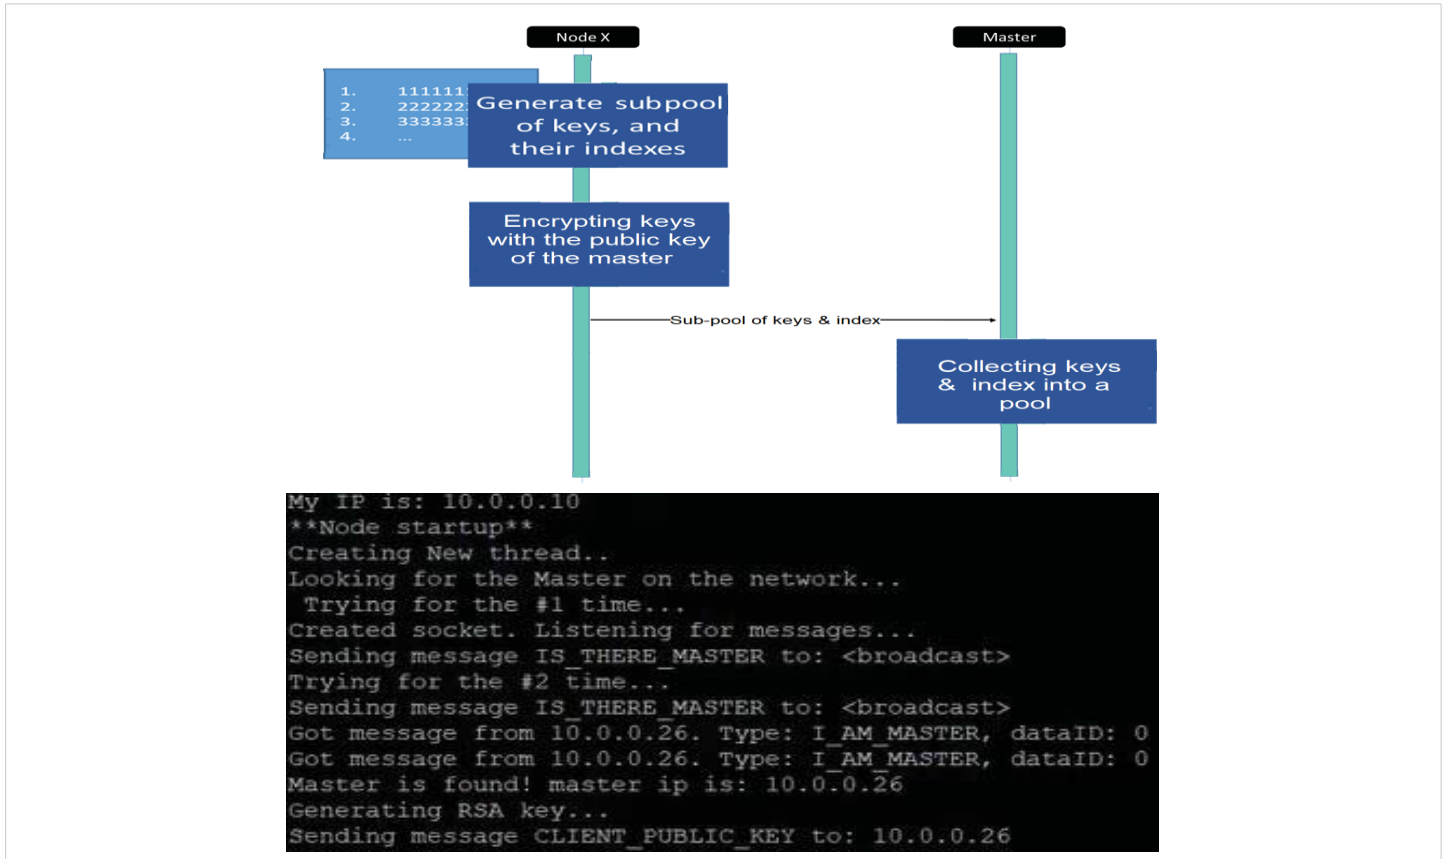 Node X
Master
1. 1111111
2. 222222
3. 333333
4. ...
Generate subpool
of keys, and
their indexes
Encrypting keys
with the public key
of the master
Sub-pool of keys & index
Collecting keys
& index into a
pool
My IP is: 10.0.0.10
**Node startup**
Creating New thread..
Looking for the Master on the network...
Trying for the #1 time...
Created socket. Listening for messages...
Sending message IS_THERE_MASTER to: <broadcast>
Trying for the #2 time...
Sending message IS_THERE_MASTER to: <broadcast>
Got message from 10.0.0.26. Type: I_AM_MASTER, dataID: 0
Got message from 10.0.0.26. Type: I_AM_MASTER, dataID: 0
Master is found! master ip is: 10.0.0.26
Generating RSA key...
Sending message CLIENT_PUBLIC_KEY to: 10.0.0.26